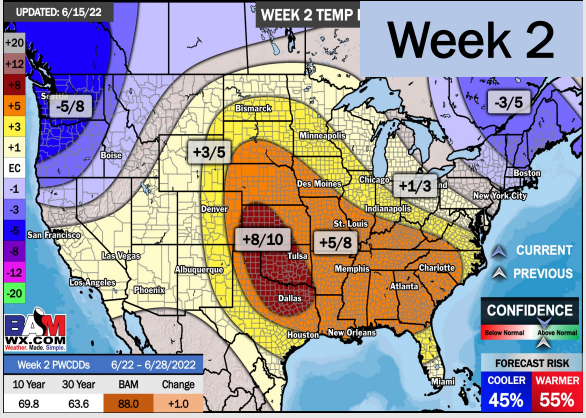 UPDATED: 6/15/22
WEEK 2 TEMP
Week 2
+20
+12
+8
+5
+3
+1
EC
-1
-3
-5
-8
-12
-20
-5/8
-3/5
Bismarck
Minneapolis
+3/5
Boise
Boston
Chicago
+1/3
Des Moines
New York City
Indianapolis
Denver
St. Louis
San Francisco
+8/10
+5/8
Tulsa
Las Vegas
Albuquerque
Memphis
Charlotte
Los Angeles
Phoenix
Dallas
Atlanta
Houston
New Orleans
Miami
CURRENT
PREVIOUS
CONFIDENCE
Below Normal
Above Normal
BAM
WX.COM
Weather. Made. Simple.
Week 2 PWCDDs 6/22 – 6/28/2022
10 Year 30 Year BAM Change
69.8 63.6 88.0 +1.0
FORECAST RISK
COOLER WARMER
45% 55%